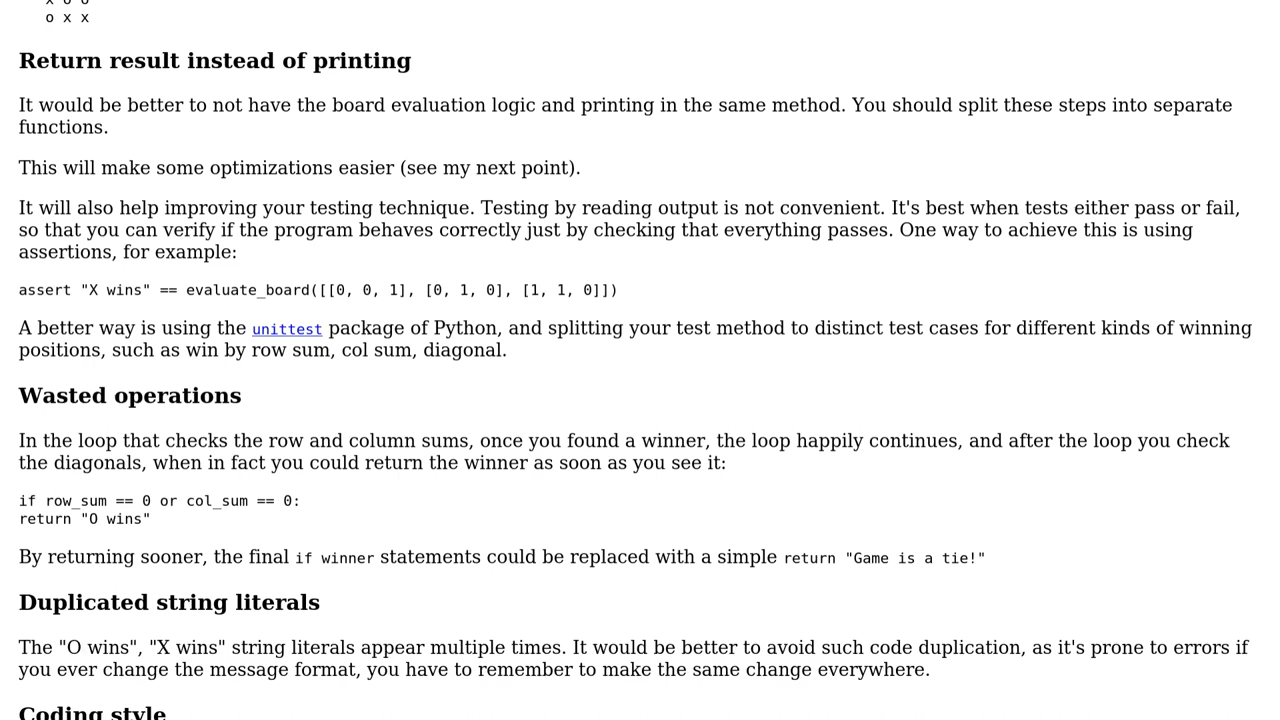 x o o
o x x
Return result instead of printing
It would be better to not have the board evaluation logic and printing in the same method. You should split these steps into separate
functions.
This will make some optimizations easier (see my next point).
It will also help improving your testing technique. Testing by reading output is not convenient. It's best when tests either pass or fail,
so that you can verify if the program behaves correctly just by checking that everything passes. One way to achieve this is using
assertions, for example:
assert "X wins" == evaluate_board([[0, 0, 1], [0, 1, 0], [1, 1, 0]])
A better way is using the unittest package of Python, and splitting your test method to distinct test cases for different kinds of winning
positions, such as win by row sum, col sum, diagonal.
Wasted operations
In the loop that checks the row and column sums, once you found a winner, the loop happily continues, and after the loop you check
the diagonals, when in fact you could return the winner as soon as you see it:
if row_sum == 0 or col_sum == 0:
return "O wins"
By returning sooner, the final if winner statements could be replaced with a simple return "Game is a tie!"
Duplicated string literals
The "O wins", "X wins" string literals appear multiple times. It would be better to avoid such code duplication, as it's prone to errors if
you ever change the message format, you have to remember to make the same change everywhere.
Coding style